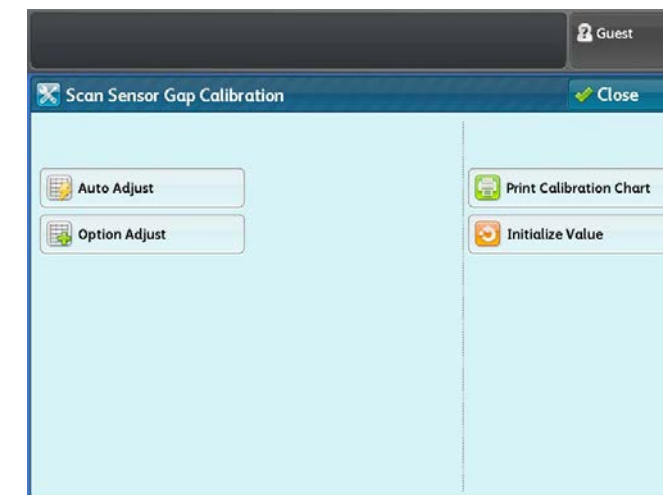 Guest
Scan Sensor Gap Calibration
Close
Auto Adjust
Print Calibration Chart
Option Adjust
Initialize Value